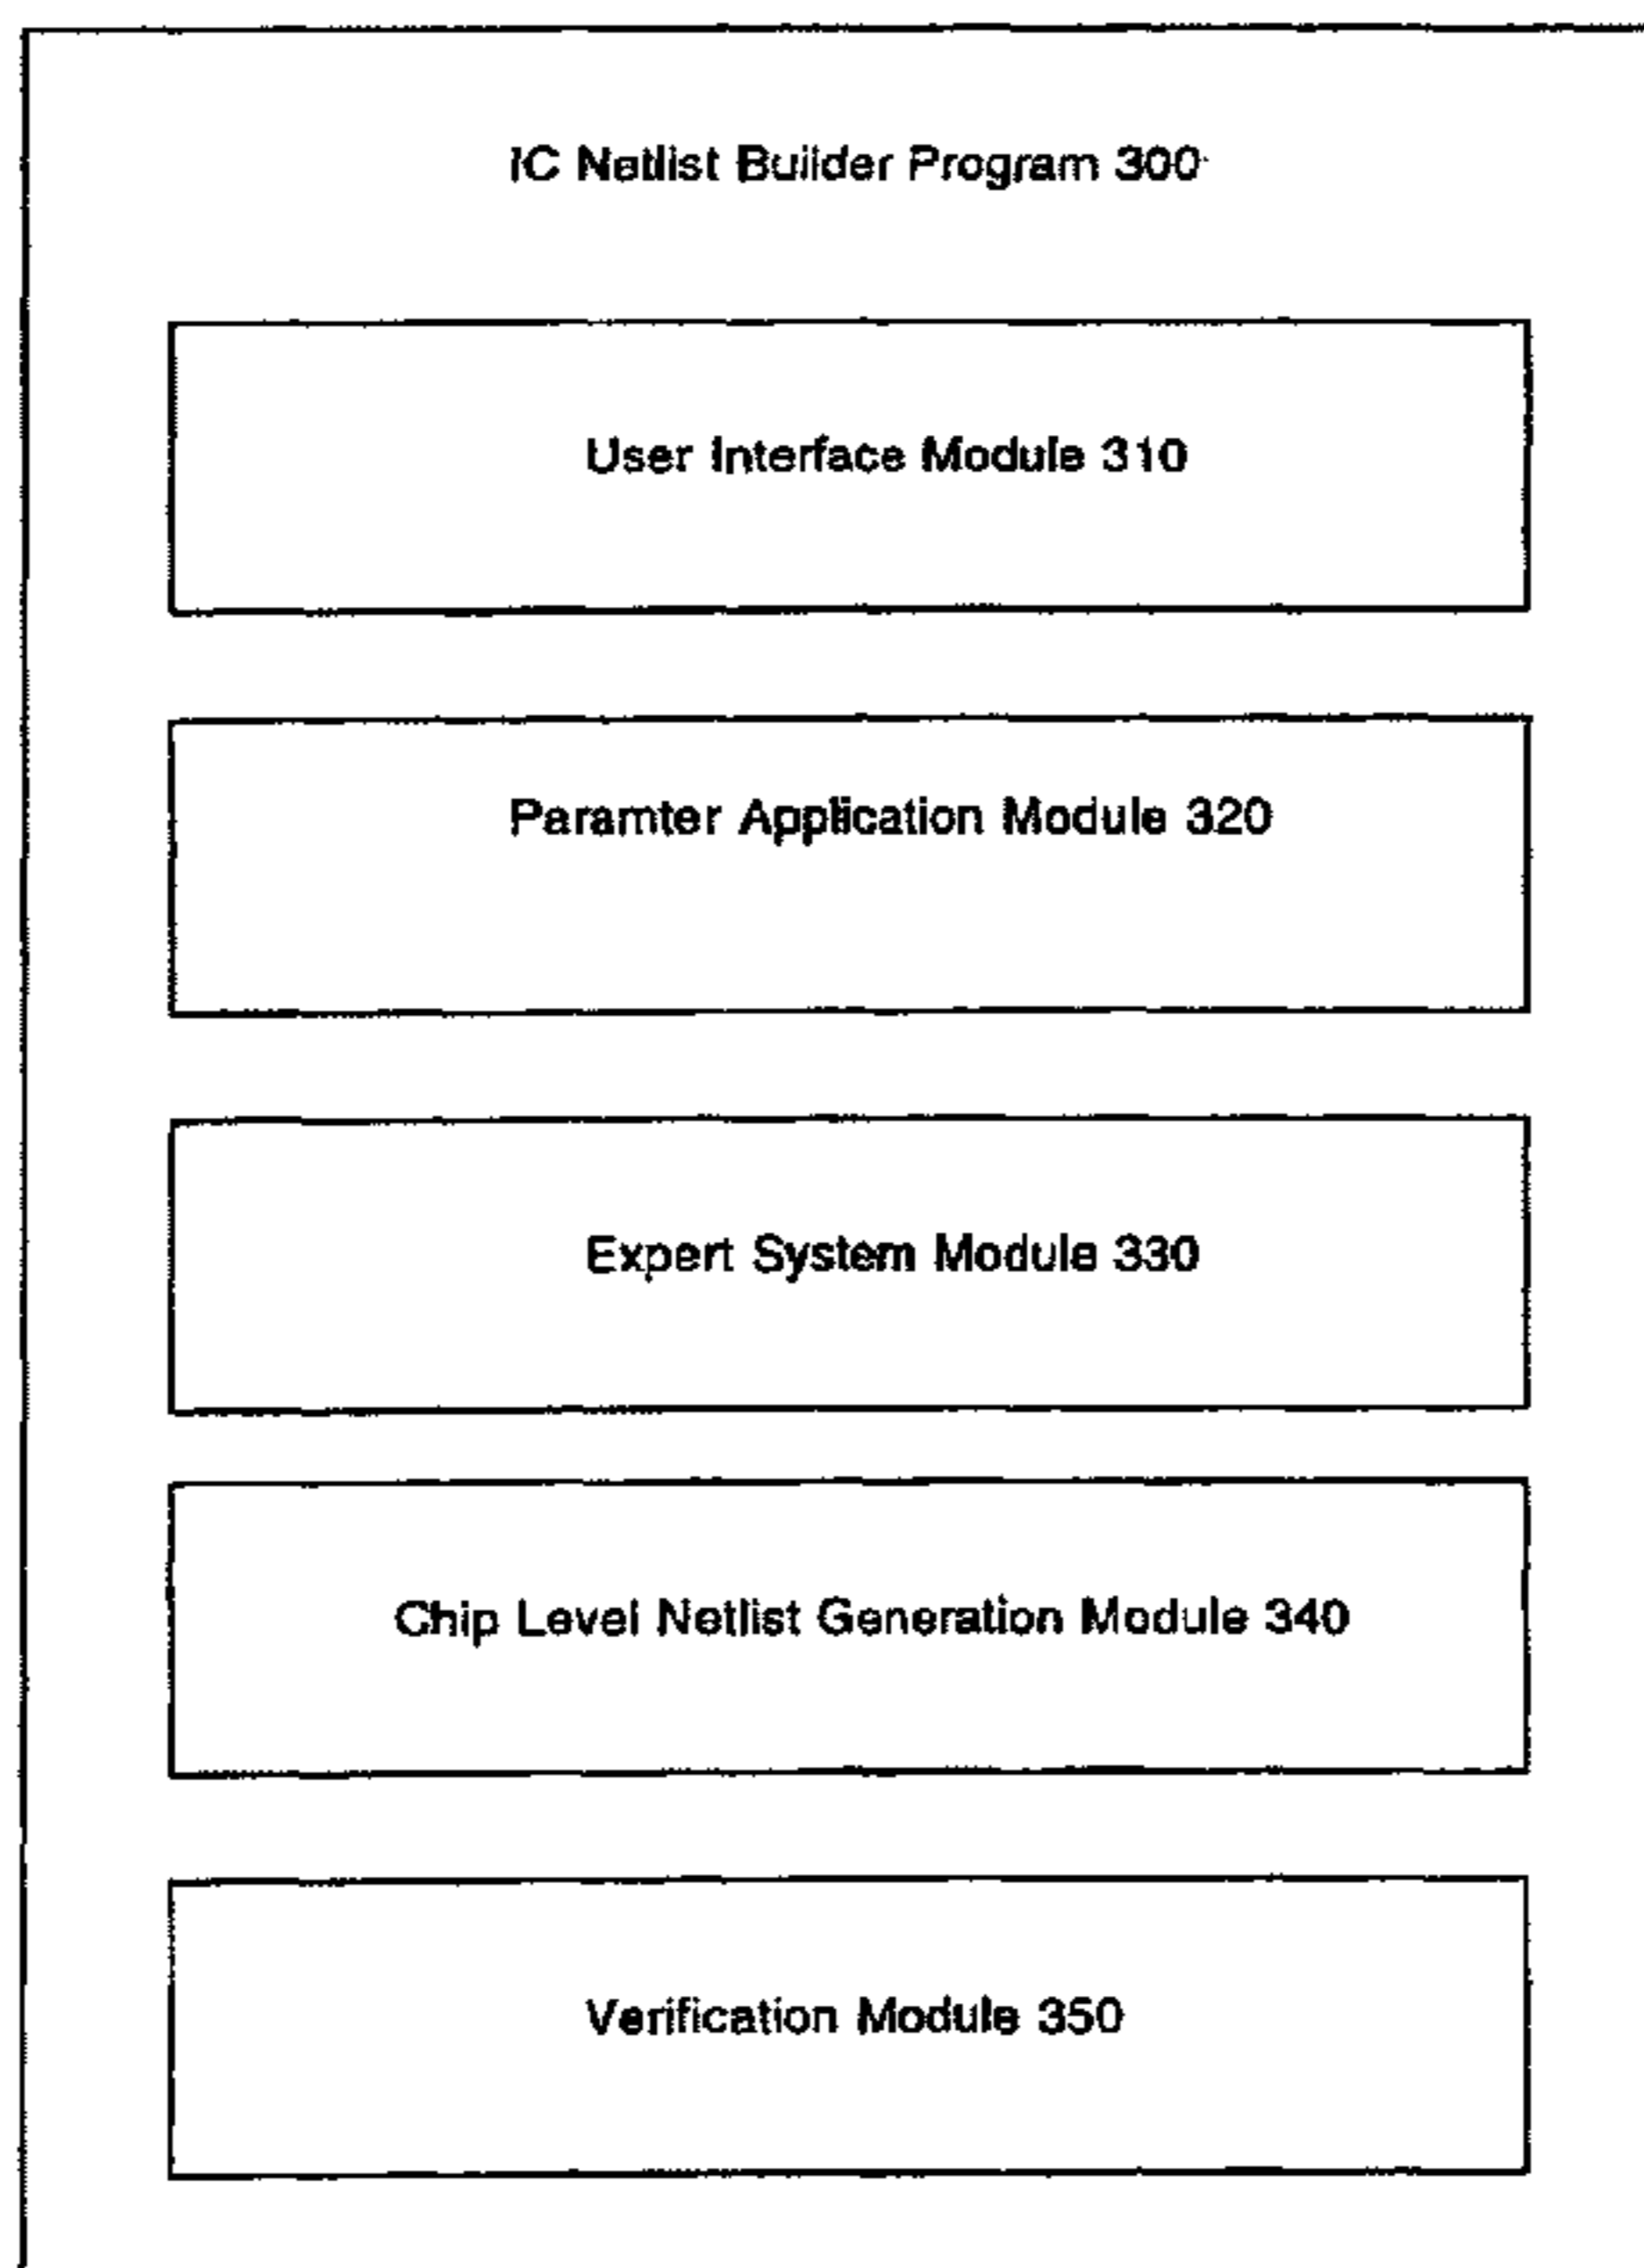 IC Netlist Builder Program 300
User Interface Module 310
Paramter Application Module 320
Expert System Module 330
Chip Level Netlist Generation Module 340
Verification Module 350